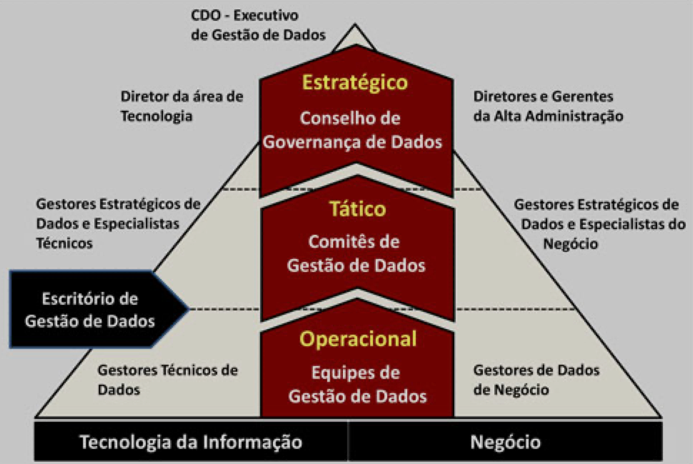 CDO - Executivo
de Gestão de Dados
Estratégico
Conselho de
Governança de Dados
Diretor da área de
Tecnologia
Diretores e Gerentes
da Alta Administração
Tático
Comitês de
Gestão de Dados
Gestores Estratégicos de
Dados e Especialistas
Técnicos
Gestores Estratégicos de
Dados e Especialistas do
Negócio
Escritório de
Gestão de Dados
Operacional
Equipes de
Gestão de Dados
Gestores Técnicos de
Dados
Gestores de Dados
de Negócio
Tecnologia da Informação
Negócio